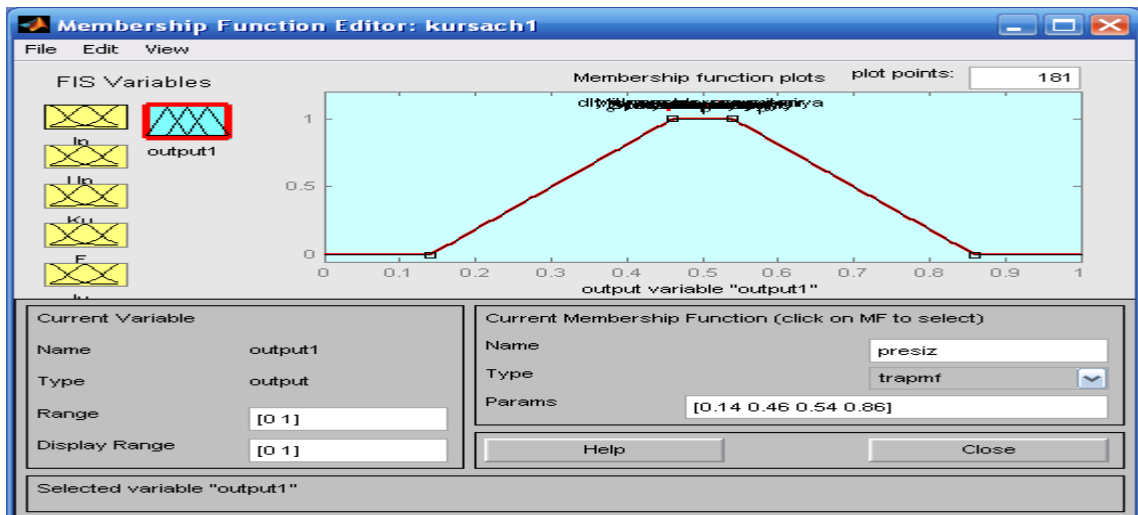 Membership Function Editor: kursach1
File Edit View
FIS Variables
Membership function plots plot points: 181
output1
1
0.5
0
0 0.1 0.2 0.3 0.4 0.5 0.6 0.7 0.8 0.9 1
output variable "output1"
Current Variable
Name output1
Type output
Range [0 1]
Display Range [0 1]
Current Membership Function (click on MF to select)
Name presiz
Type trapmf
Params [0.14 0.46 0.54 0.86]
Help Close
Selected variable "output1"